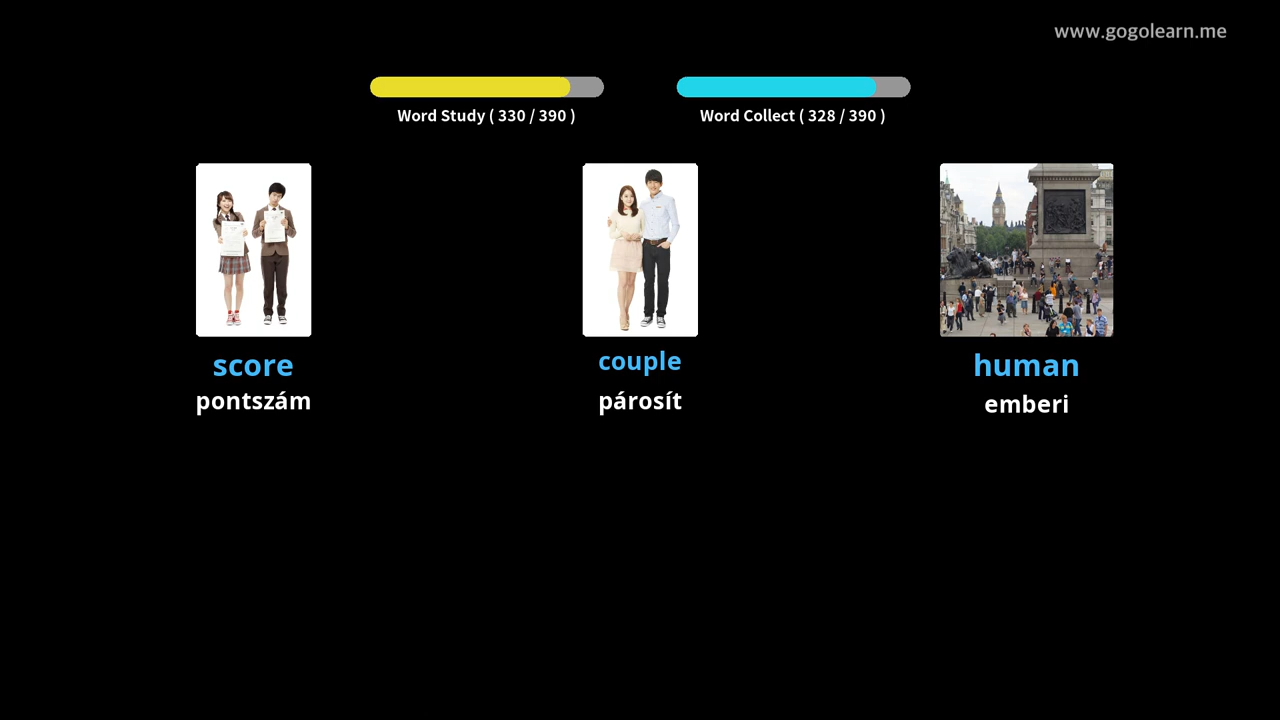 www.gogolearn.me
Word Study ( 330 / 390 )
Word Collect ( 328 / 390 )
score
couple
human
pontszám
párosít
emberi